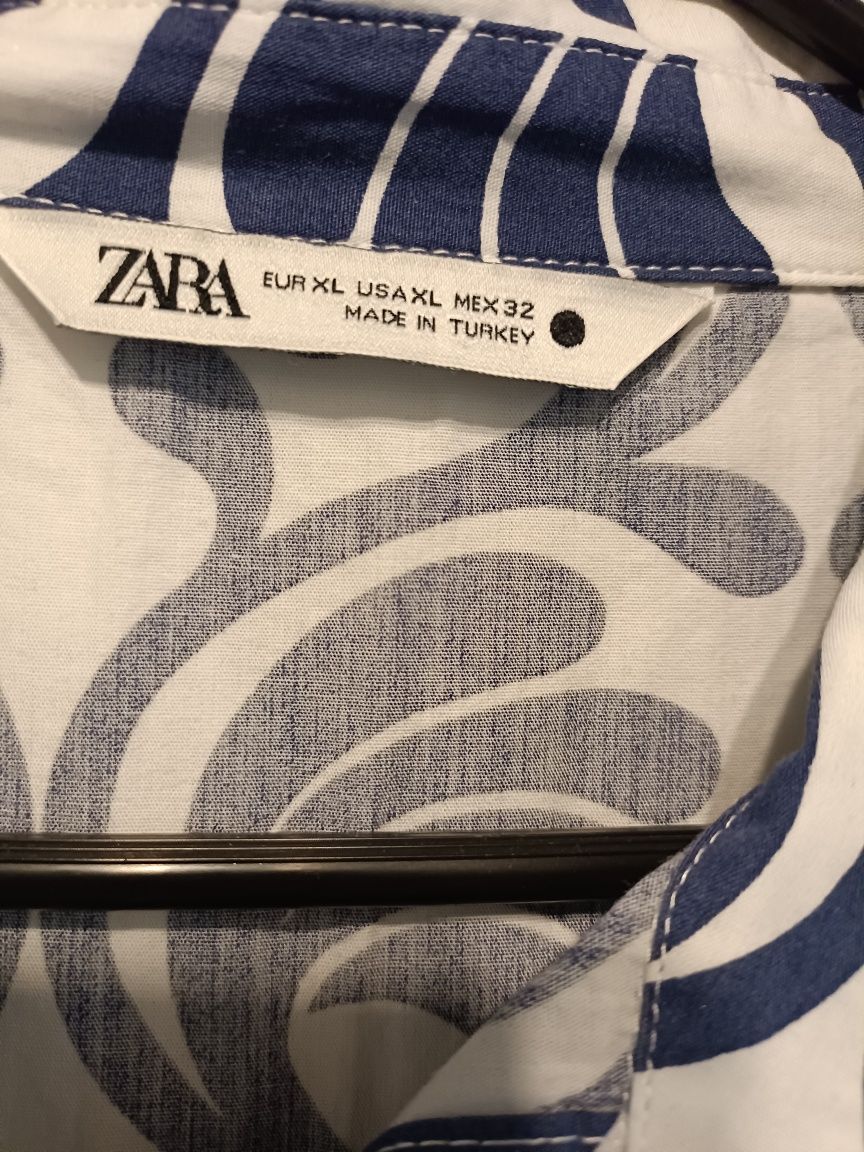 ZARA
EUR XL USA XL MEX 32
MADE IN TURKEY